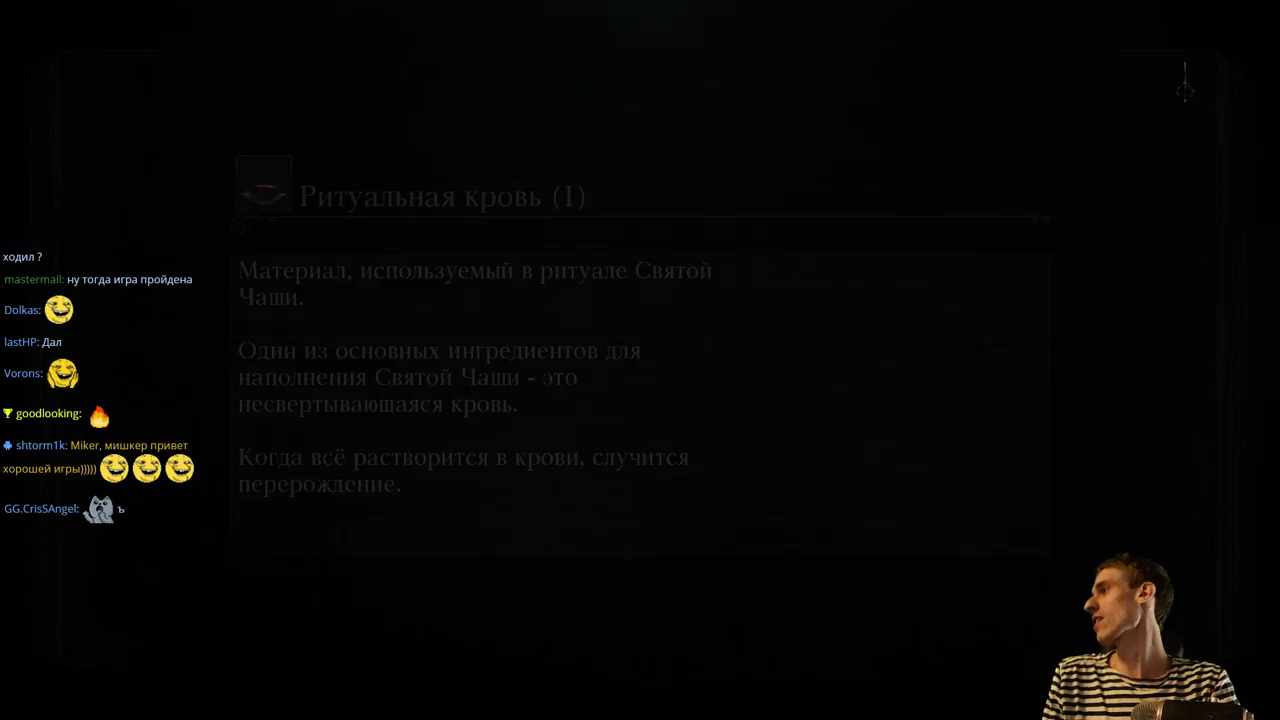 Ритуальная кровь (1)
Материал, используемый в ритуале Святой
Чаши.
Один из основных ингредиентов для
наполнения Святой Чаши - это
несвертывающаяся кровь.
Когда всё растворится в крови, случится
перерождение.
ходил ?
mastermail: ну тогда игра пройдена
Dolkas:
lastHP: Дал
Vorons:
goodlooking:
shtorm1k: Miker, мишкер привет
хорошей игры)))))
GG.CrisSAngel: ъ